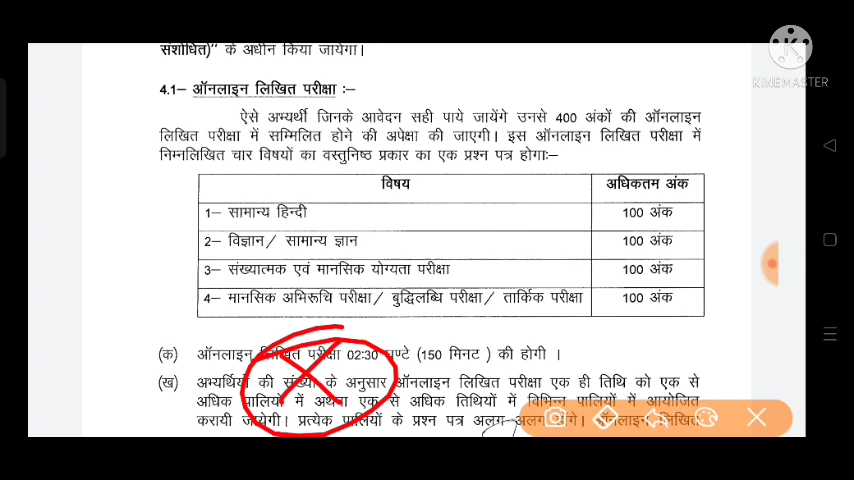 संशोधित)" के अधीन किया जायेगा।
KINEMASTER
4.1– ऑनलाइन लिखित परीक्षा :–
ऐसे अभ्यर्थी जिनके आवेदन सही पाये जायेंगे उनसे 400 अंकों की ऑनलाइन
लिखित परीक्षा में सम्मिलित होने की अपेक्षा की जाएगी। इस ऑनलाइन लिखित परीक्षा में
निम्नलिखित चार विषयों का वस्तुनिष्ठ प्रकार का एक प्रश्न पत्र होगाः–
विषय अधिकतम अंक
1– सामान्य हिन्दी 100 अंक
2– विज्ञान/ सामान्य ज्ञान 100 अंक
3– संख्यात्मक एवं मानसिक योग्यता परीक्षा 100 अंक
4– मानसिक अभिरूचि परीक्षा/ बुद्धिलब्धि परीक्षा/ तार्किक परीक्षा 100 अंक
(क) ऑनलाइन लिखित परीक्षा 02:30 घण्टे (150 मिनट ) की होगी ।
(ख) अभ्यर्थियों की संख्या के अनुसार ऑनलाइन लिखित परीक्षा एक ही तिथि को एक से
अधिक पालियों में अथवा एक से अधिक तिथियों में विभिन्न पालियों में आयोजित
करायी जायेगी। प्रत्येक पालियों के प्रश्न पत्र अलग–अलग होंगे। ऑनलाइन लिखित